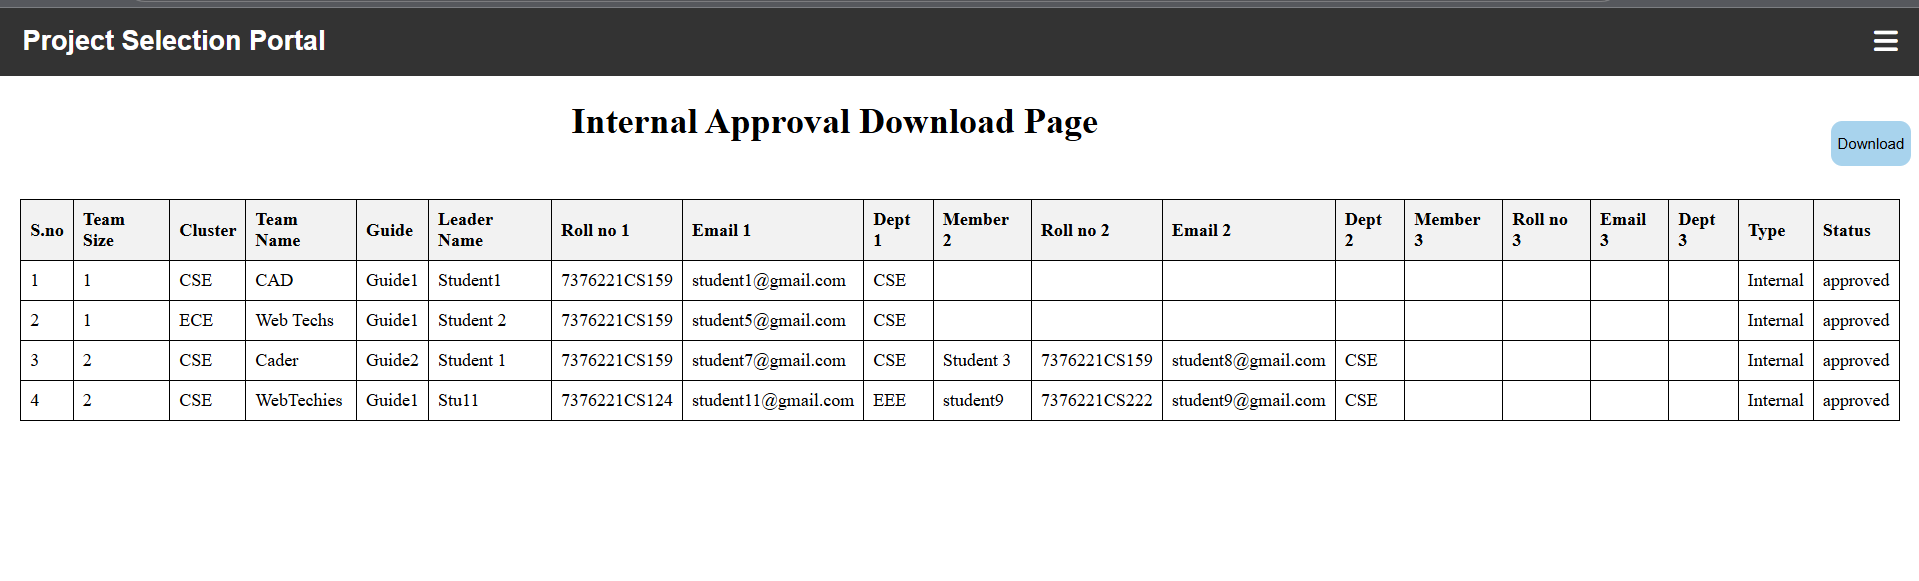 Project Selection Portal
Internal Approval Download Page
Download
S.no Team Size Cluster Team Name Guide Leader Name Roll no 1 Email 1 Dept 1 Member 2 Roll no 2 Email 2 Dept 2 Member 3 Roll no 3 Email 3 Dept 3 Type Status
1 1 CSE CAD Guide1 Student1 7376221CS159 student1@gmail.com CSE Internal approved
2 1 ECE Web Techs Guide1 Student 2 7376221CS159 student5@gmail.com CSE Internal approved
3 2 CSE Cader Guide2 Student 1 7376221CS159 student7@gmail.com CSE Student 3 7376221CS159 student8@gmail.com CSE Internal approved
4 2 CSE WebTechies Guide1 Stu11 7376221CS124 student11@gmail.com EEE student9 7376221CS222 student9@gmail.com CSE Internal approved